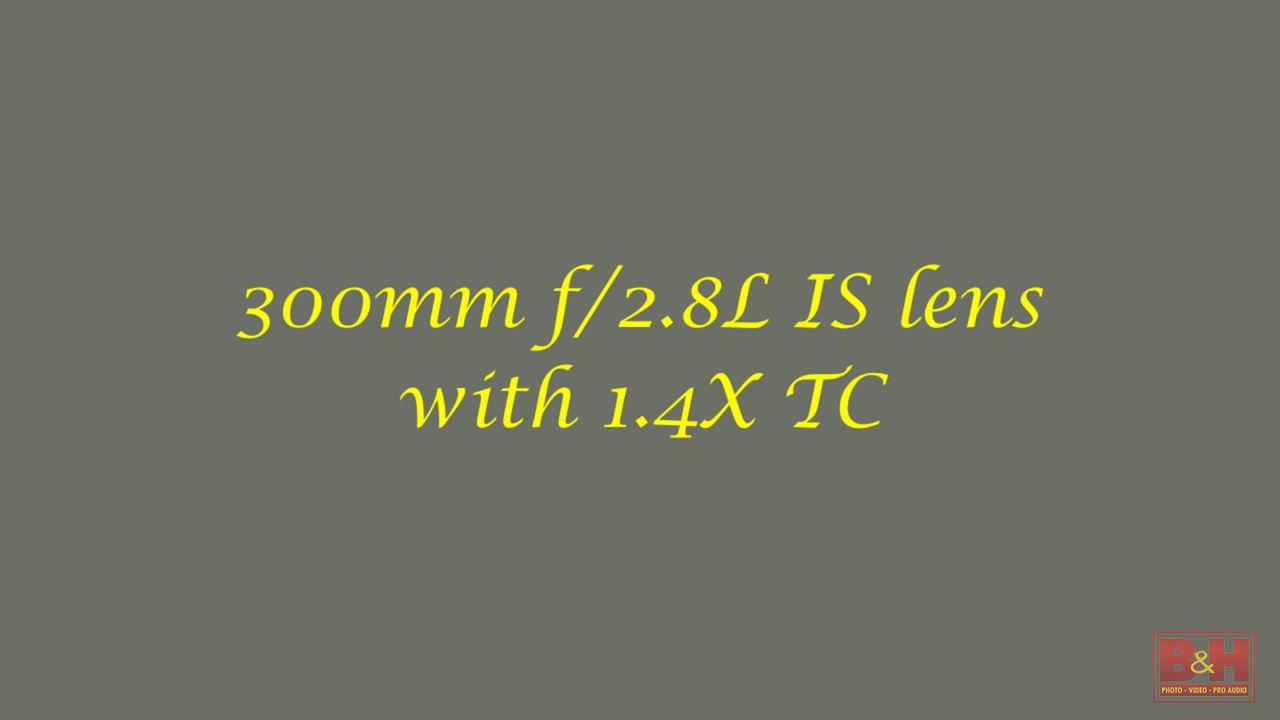 300mm f/2.8L IS lens
with 1.4X TC
B&H
PHOTO - VIDEO - PRO AUDIO